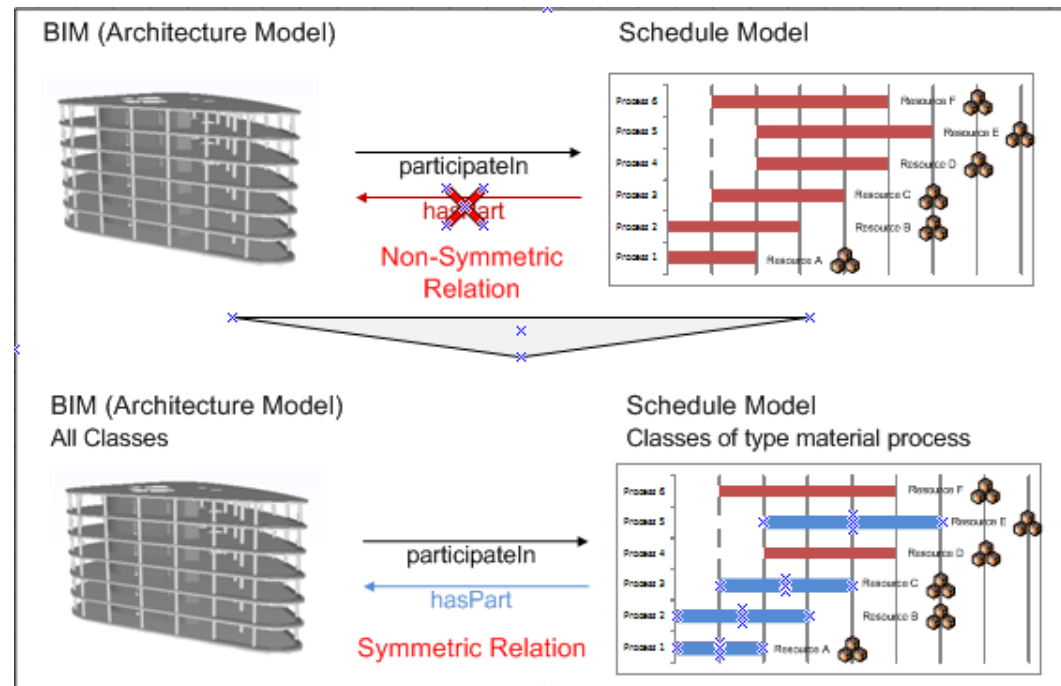 BIM (Architecture Model)
Schedule Model
Process 6
Resource F
Process 5
Resource E
Process 4
Resource D
Process 3
Resource C
Process 2
Resource B
Process 1
Resource A
participateIn
hasPart
Non-Symmetric
Relation
BIM (Architecture Model)
All Classes
Schedule Model
Classes of type material process
Process 6
Resource F
Process 5
Resource E
Process 4
Resource D
Process 3
Resource C
Process 2
Resource B
Process 1
Resource A
participateIn
hasPart
Symmetric Relation